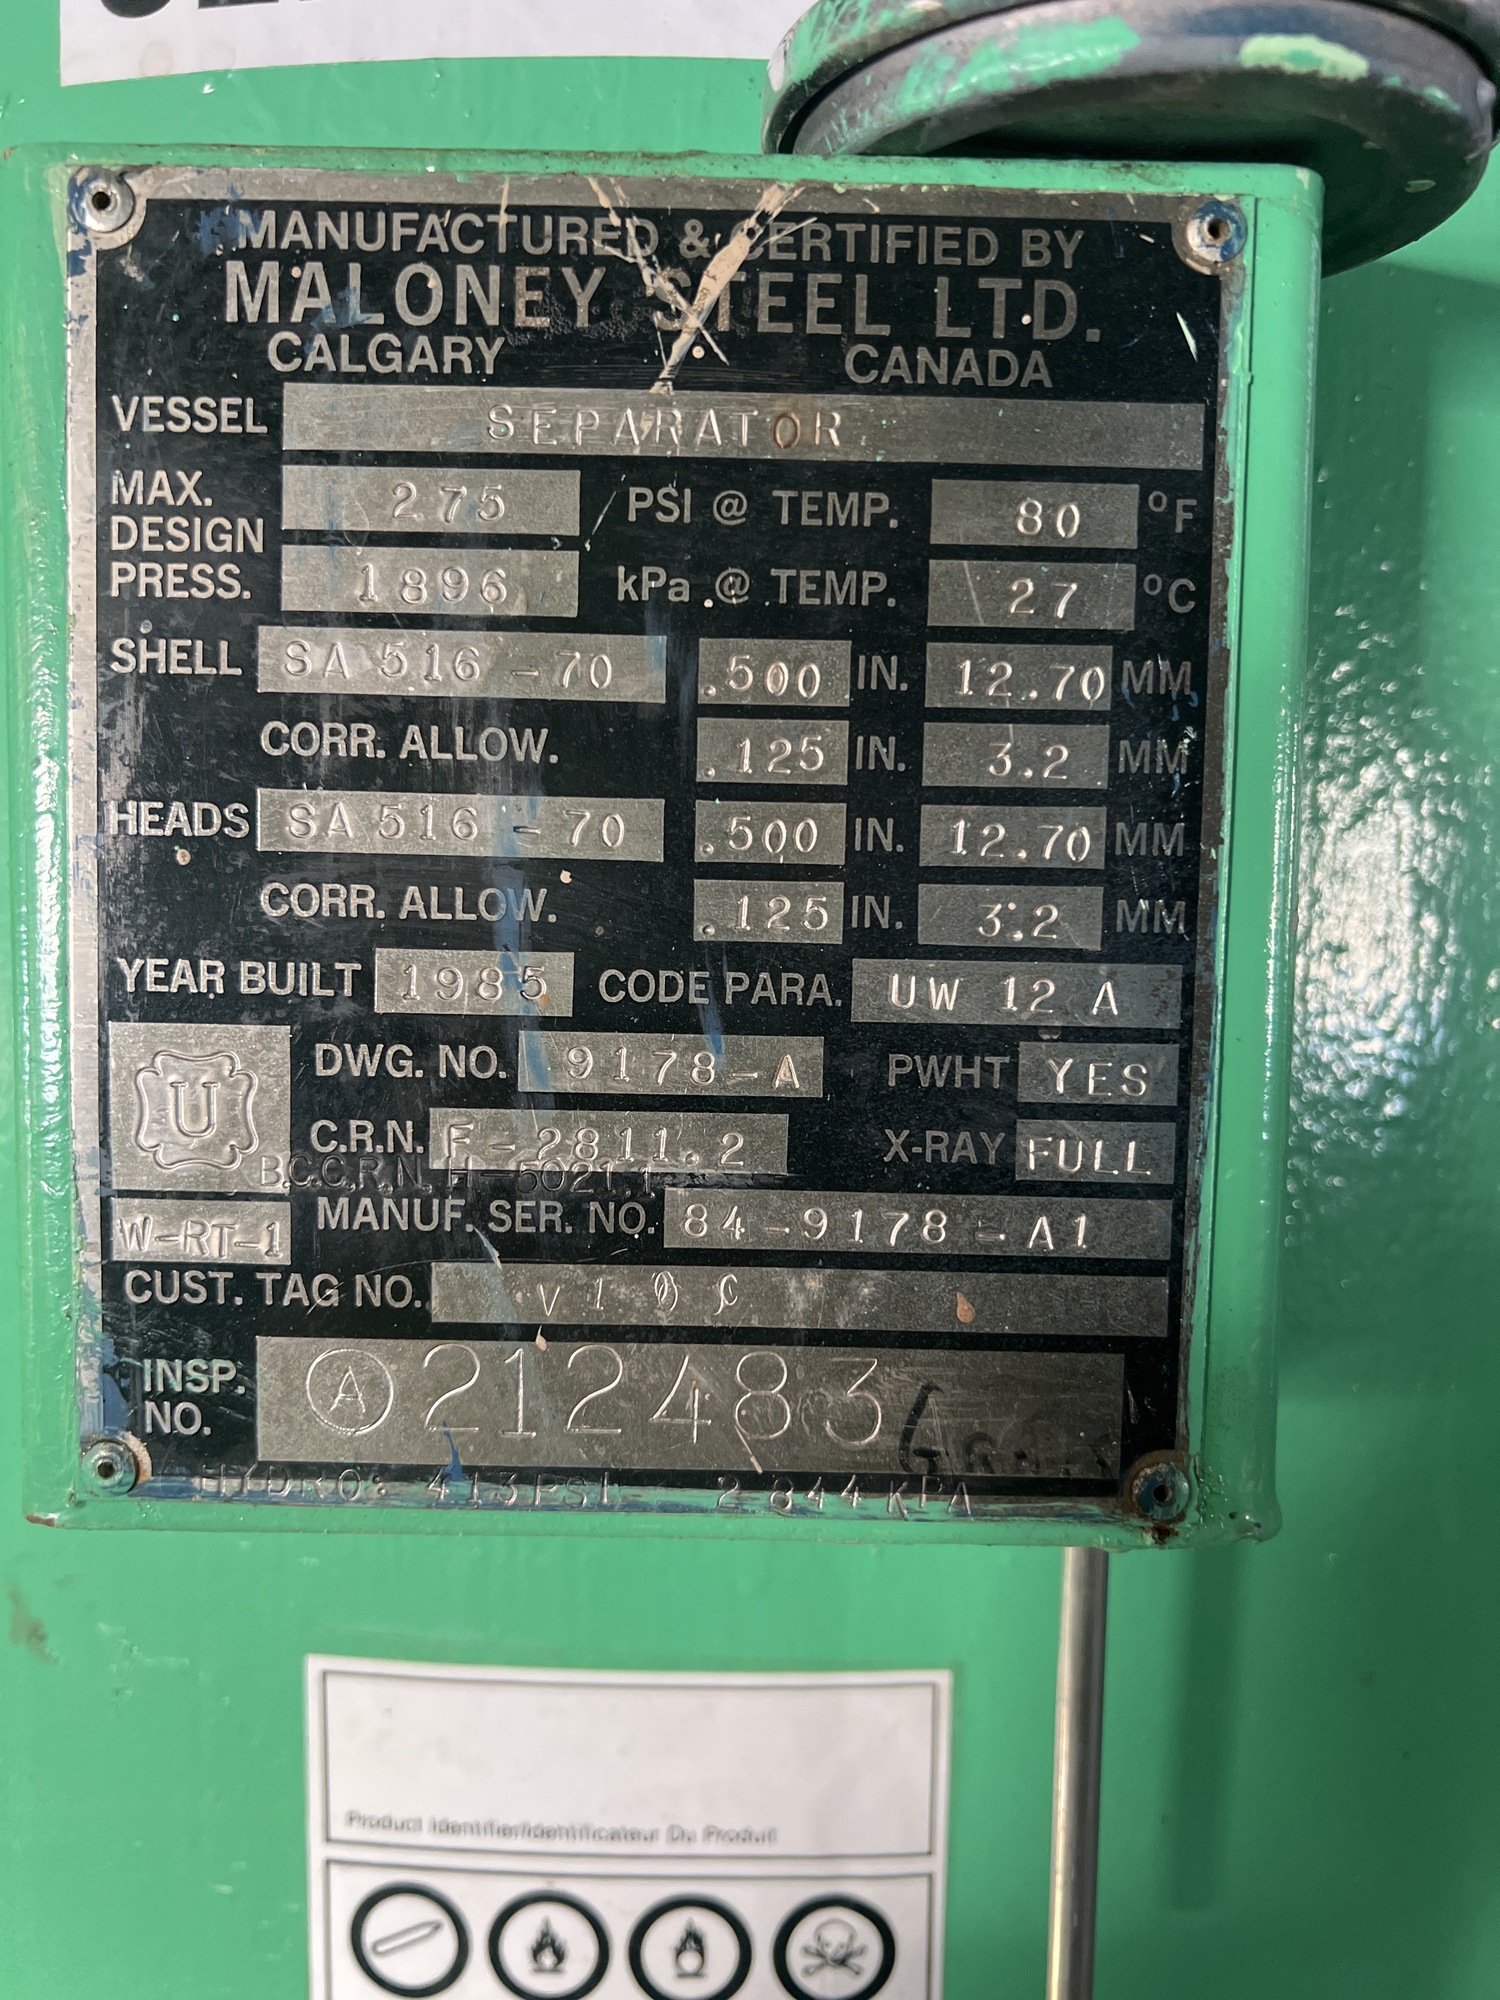 MANUFACTURED & CERTIFIED BY
MALONEY STEEL LTD.
CALGARY CANADA
VESSEL SEPARATOR
MAX. DESIGN PRESS.
275 PSI @ TEMP. 80 °F
1896 kPa @ TEMP. 27 °C
SHELL SA 516 - 70 .500 IN. 12.70 MM
CORR. ALLOW. .125 IN. 3.2 MM
HEADS SA 516 - 70 .500 IN. 12.70 MM
CORR. ALLOW. .125 IN. 3.2 MM
YEAR BUILT 1985 CODE PARA. UW 12 A
U DWG. NO. 9178-A PWHT YES
C.R.N. F-2811.2 X-RAY FULL
B.C.C.R.N. H-5021.1
W-RT-1 MANUF. SER. NO. 84-9178-A1
CUST. TAG NO. V10C
INSP. NO. A 212483
HYDRO: 413 PSI 2844 KPA
Product Identifier/Identificateur Du Produit